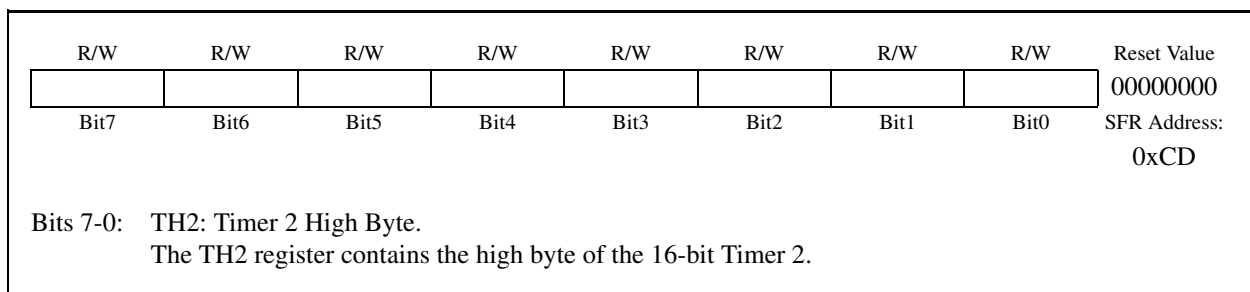 R/W R/W R/W R/W R/W R/W R/W R/W Reset Value
00000000
Bit7 Bit6 Bit5 Bit4 Bit3 Bit2 Bit1 Bit0 SFR Address:
0xCD
Bits 7-0: TH2: Timer 2 High Byte.
The TH2 register contains the high byte of the 16-bit Timer 2.